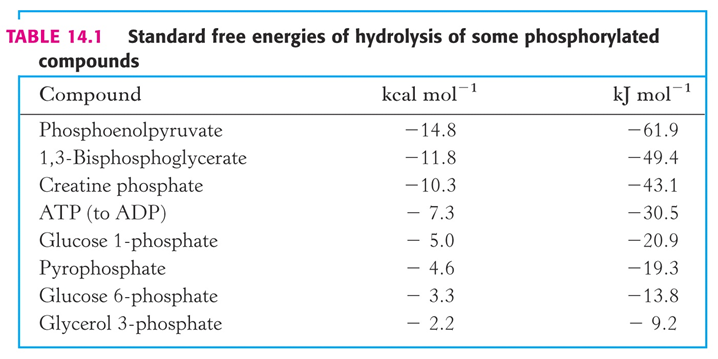 TABLE 14.1 Standard free energies of hydrolysis of some phosphorylated
compounds
Compound kcal mol⁻¹ kJ mol⁻¹
Phosphoenolpyruvate −14.8 −61.9
1,3-Bisphosphoglycerate −11.8 −49.4
Creatine phosphate −10.3 −43.1
ATP (to ADP) − 7.3 −30.5
Glucose 1-phosphate − 5.0 −20.9
Pyrophosphate − 4.6 −19.3
Glucose 6-phosphate − 3.3 −13.8
Glycerol 3-phosphate − 2.2 − 9.2